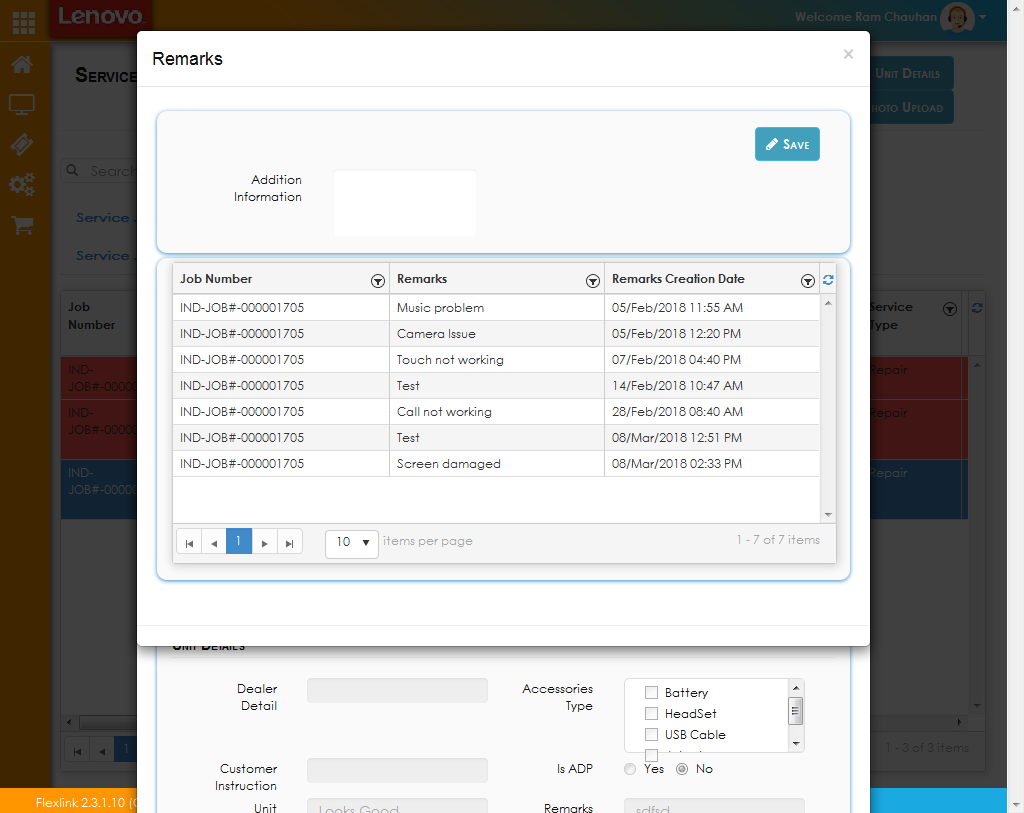 Lenovo
Welcome Ram Chauhan
Remarks
×
Service
Unit Details
Photo Upload
Save
Search
Addition
Information
Service
Service
Job Number
Remarks
Remarks Creation Date
IND-JOB#-000001705
Music problem
05/Feb/2018 11:55 AM
IND-JOB#-000001705
Camera Issue
05/Feb/2018 12:20 PM
IND-JOB#-000001705
Touch not working
07/Feb/2018 04:40 PM
IND-JOB#-000001705
Test
14/Feb/2018 10:47 AM
IND-JOB#-000001705
Call not working
28/Feb/2018 08:40 AM
IND-JOB#-000001705
Test
08/Mar/2018 12:51 PM
IND-JOB#-000001705
Screen damaged
08/Mar/2018 02:33 PM
1
10
items per page
1 - 7 of 7 items
Job
Number
Service
Type
IND-
JOB#-00000
Repair
IND-
JOB#-00000
Repair
IND-
JOB#-00000
Repair
1
1 - 3 of 3 items
Unit Details
Dealer
Detail
Accessories
Type
Battery
HeadSet
USB Cable
Customer
Instruction
Is ADP
Yes
No
Unit
Looks Good
Remarks
sdfsd
Flexlink 2.3.1.10 (